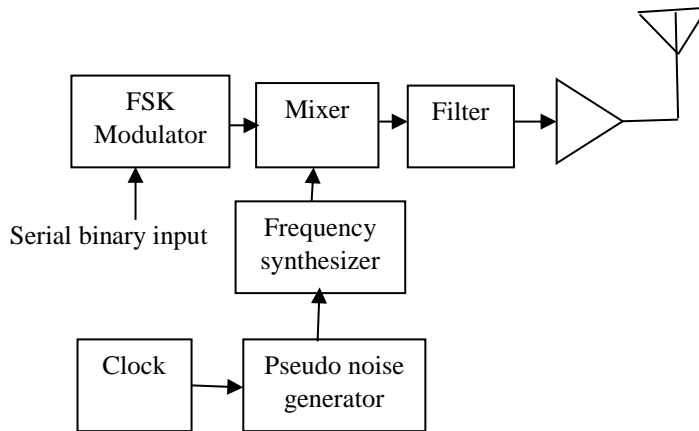 FSK
Modulator
Mixer
Filter
Serial binary input
Frequency
synthesizer
Clock
Pseudo noise
generator